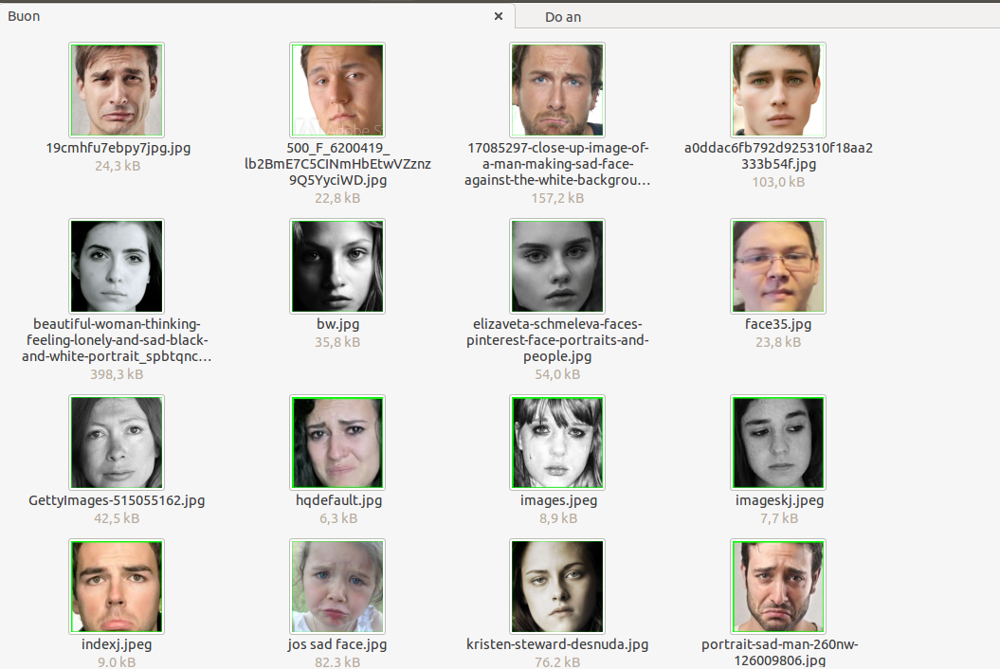 Buon
Do an
19cmhfu7ebpy7jpg.jpg
24,3 kB
500_F_6200419_
lb2BmE7C5CINmHbEtwVZznz
9Q5YyciWD.jpg
22,8 kB
17085297-close-up-image-of-
a-man-making-sad-face-
against-the-white-backgrou…
157,2 kB
a0ddac6fb792d925310f18aa2
333b54f.jpg
103,0 kB
beautiful-woman-thinking-
feeling-lonely-and-sad-black-
and-white-portrait_spbtqnc…
398,3 kB
bw.jpg
35,8 kB
elizaveta-schmeleva-faces-
pinterest-face-portraits-and-
people.jpg
54,0 kB
face35.jpg
23,8 kB
GettyImages-515055162.jpg
42,5 kB
hqdefault.jpg
6,3 kB
images.jpeg
8,9 kB
imageskj.jpeg
7,7 kB
indexj.jpeg
9,0 kB
jos sad face.jpg
82,3 kB
kristen-steward-desnuda.jpg
76,2 kB
portrait-sad-man-260nw-
126009806.jpg